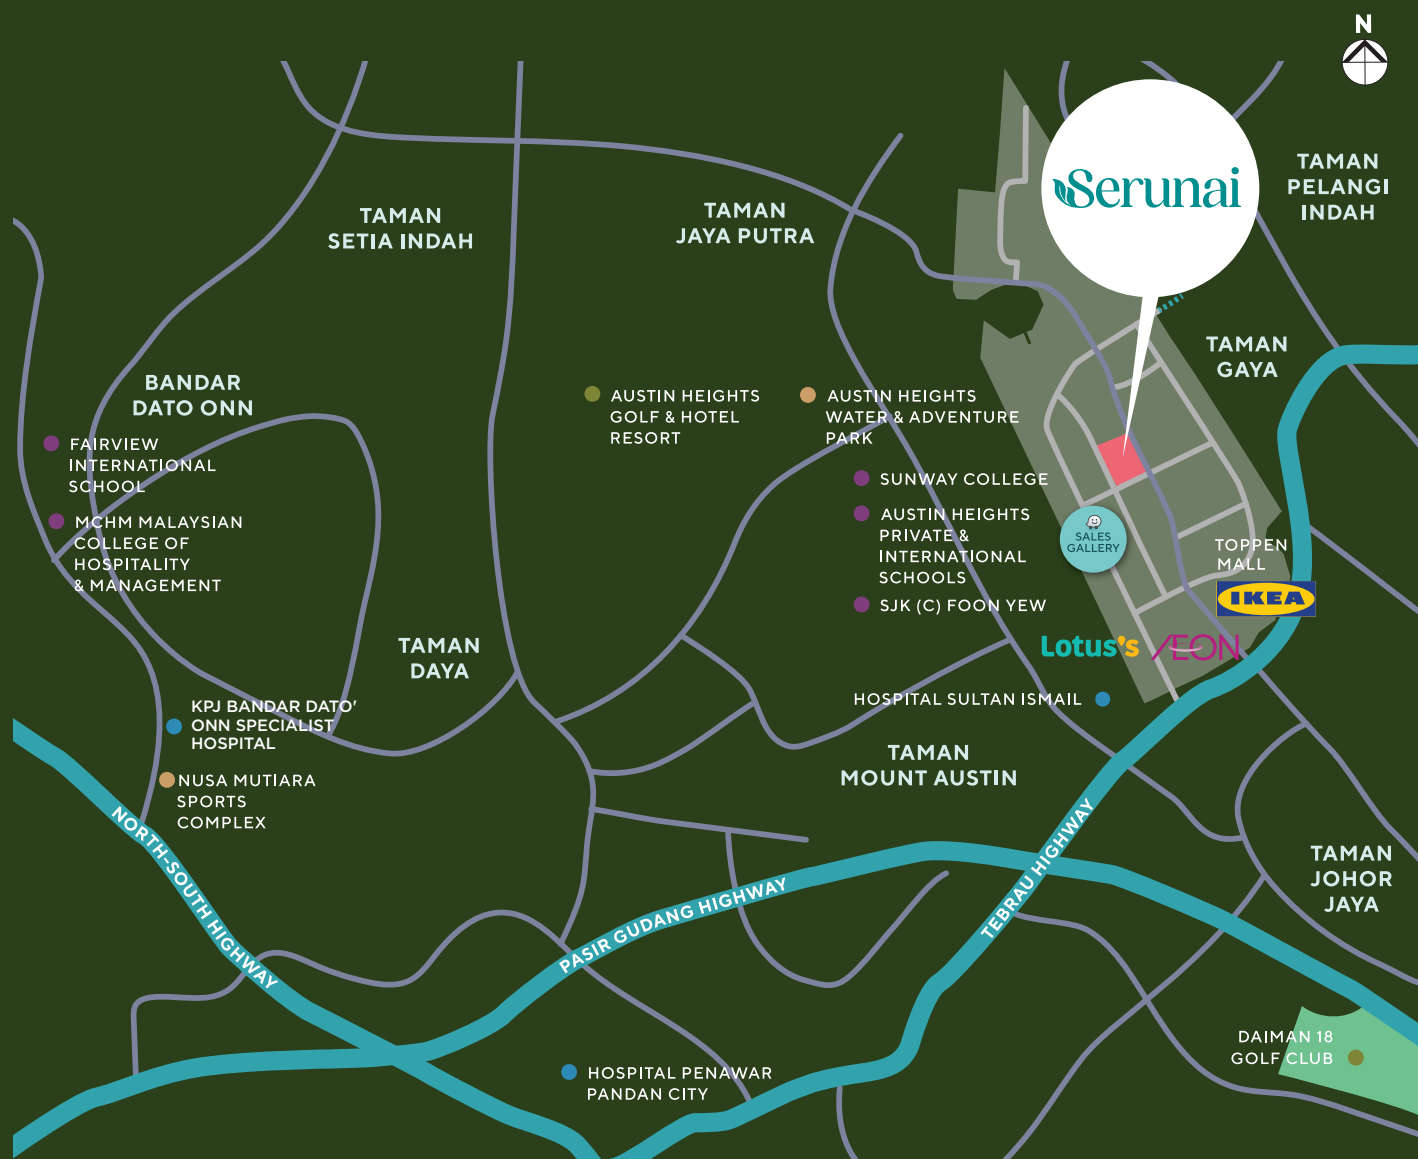 N
Serunai
TAMAN
PELANGI
INDAH
TAMAN
SETIA INDAH
TAMAN
JAYA PUTRA
TAMAN
GAYA
BANDAR
DATO ONN
AUSTIN HEIGHTS
GOLF & HOTEL
RESORT
AUSTIN HEIGHTS
WATER & ADVENTURE
PARK
FAIRVIEW
INTERNATIONAL
SCHOOL
MCHM MALAYSIAN
COLLEGE OF
HOSPITALITY
& MANAGEMENT
SUNWAY COLLEGE
AUSTIN HEIGHTS
PRIVATE &
INTERNATIONAL
SCHOOLS
SJK (C) FOON YEW
SALES
GALLERY
TOPPEN
MALL
IKEA
Lotus's
ÆON
TAMAN
DAYA
HOSPITAL SULTAN ISMAIL
KPJ BANDAR DATO'
ONN SPECIALIST
HOSPITAL
TAMAN
MOUNT AUSTIN
NUSA MUTIARA
SPORTS
COMPLEX
NORTH-SOUTH HIGHWAY
PASIR GUDANG HIGHWAY
TEBRAU HIGHWAY
TAMAN
JOHOR
JAYA
DAIMAN 18
GOLF CLUB
HOSPITAL PENAWAR
PANDAN CITY